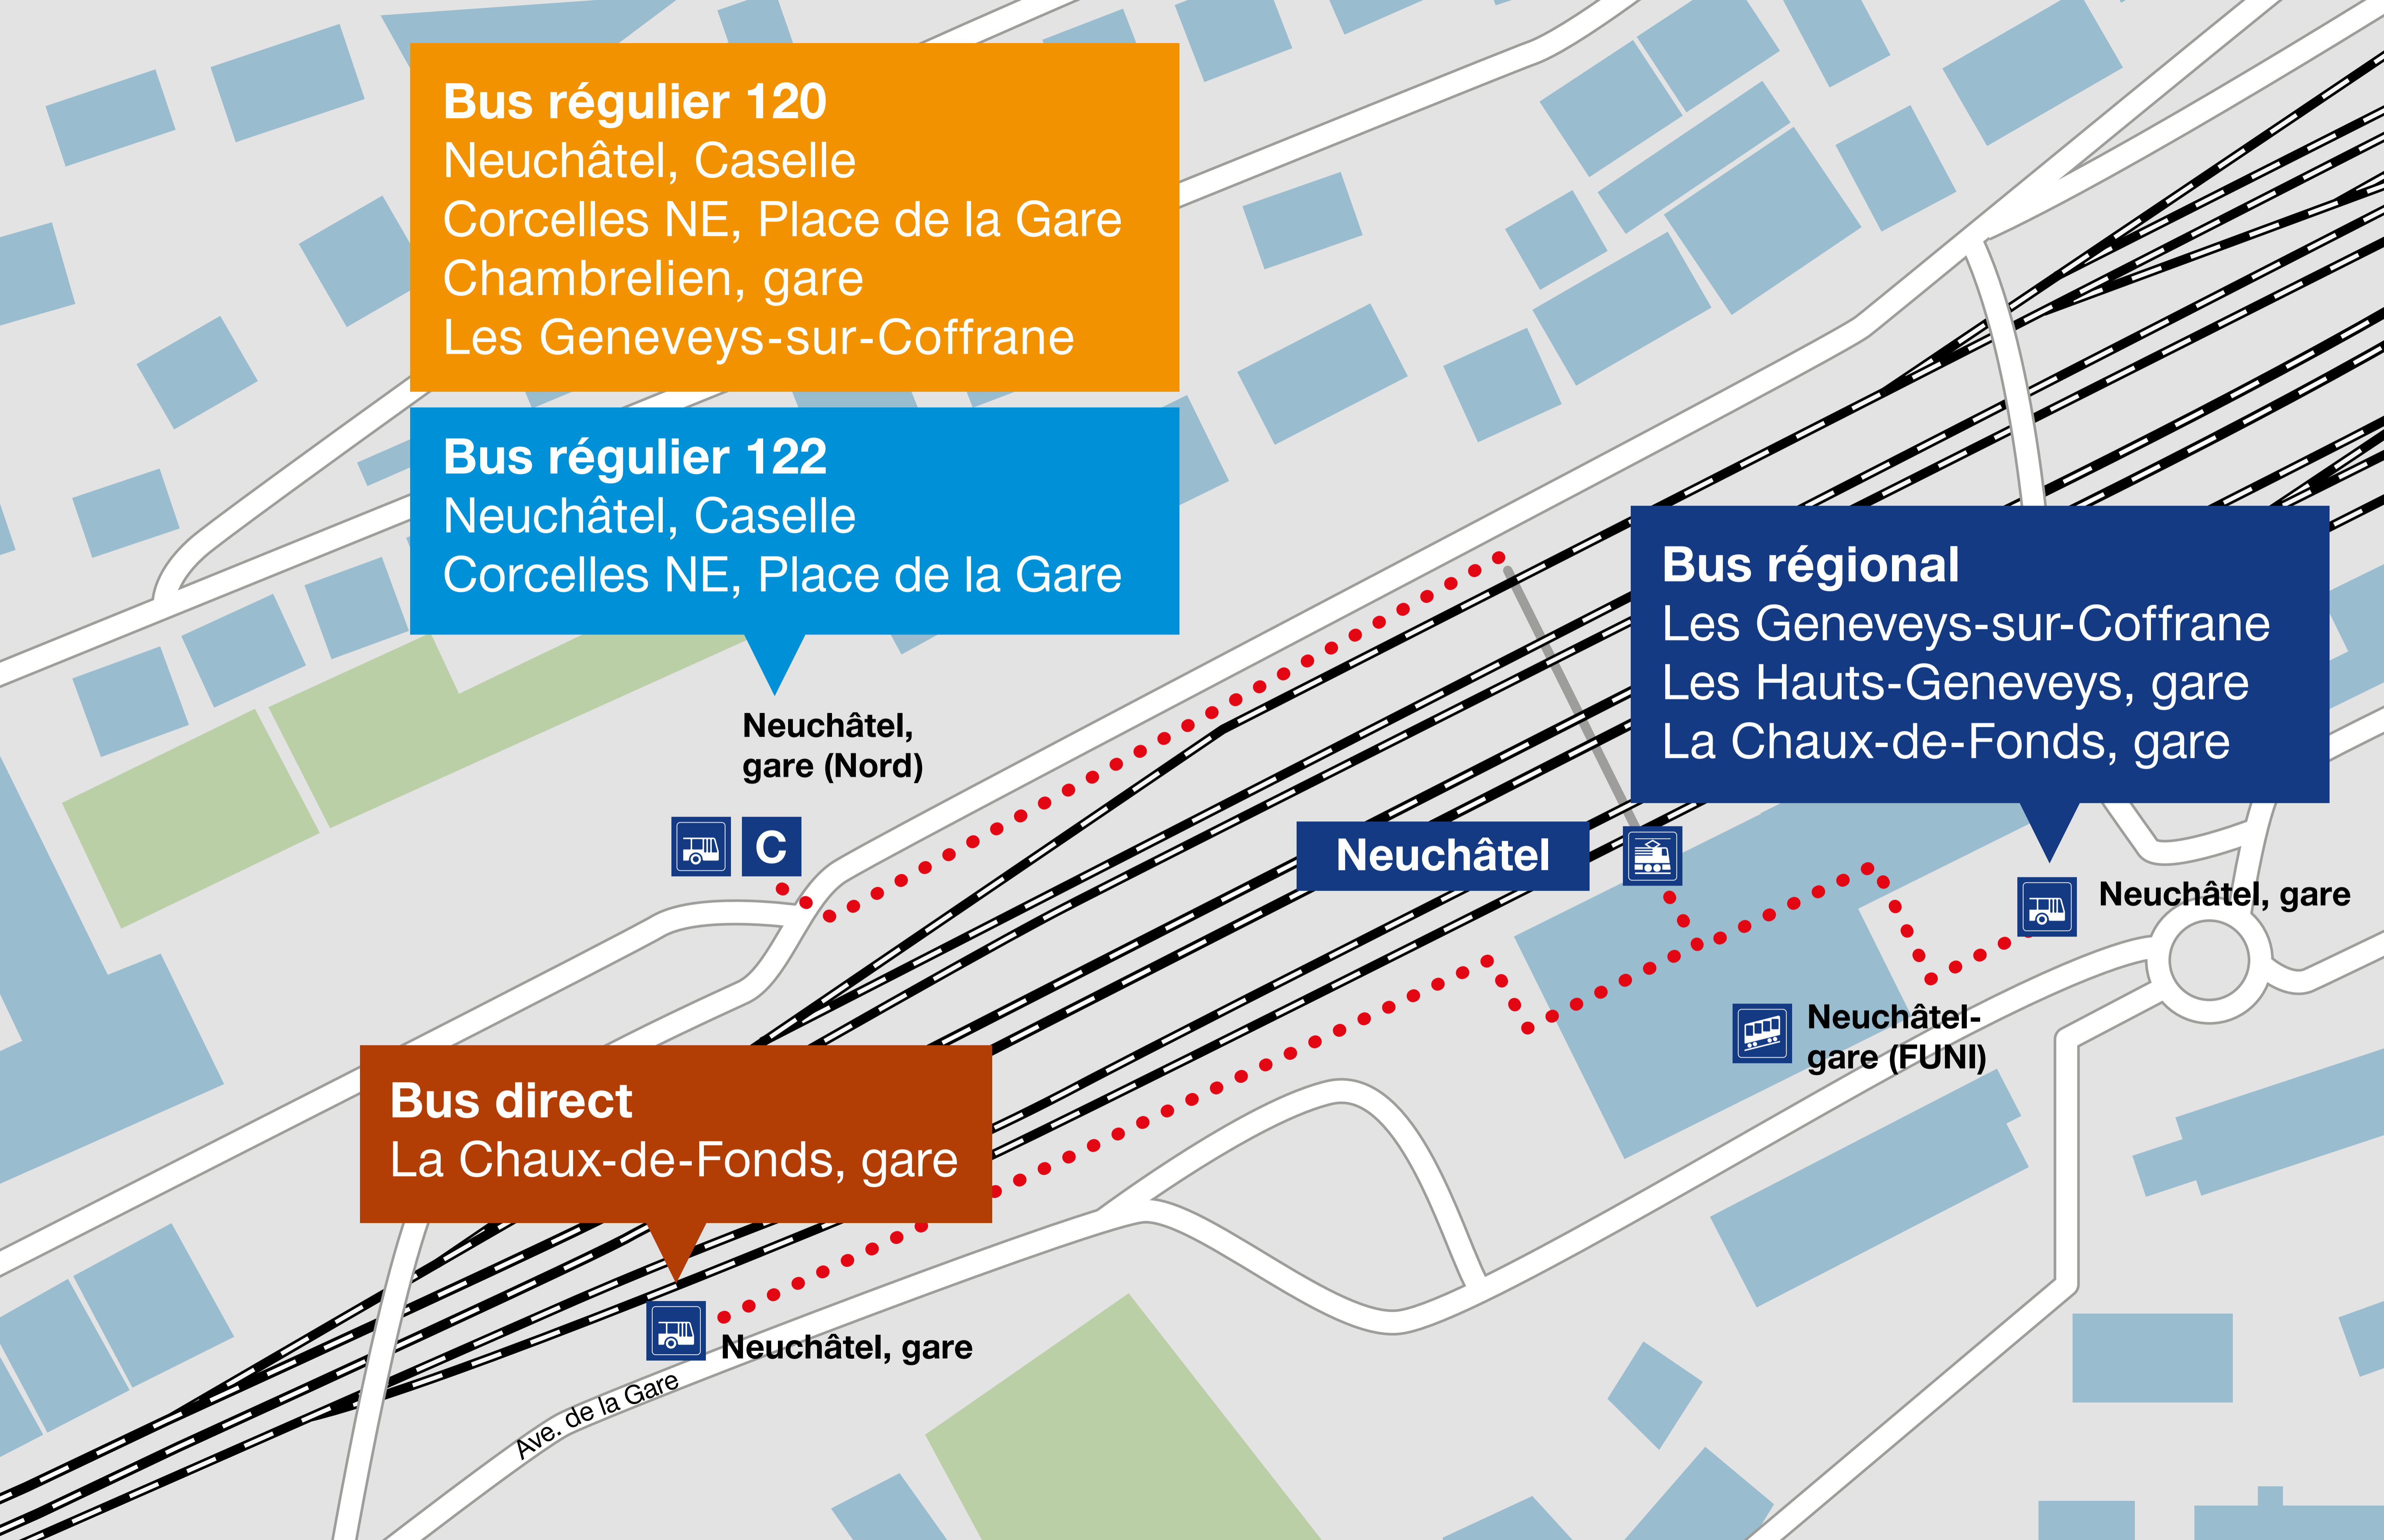 Bus régulier 120
Neuchâtel, Caselle
Corcelles NE, Place de la Gare
Chambrelien, gare
Les Geneveys-sur-Coffrane
Bus régulier 122
Neuchâtel, Caselle
Corcelles NE, Place de la Gare
Neuchâtel,
gare (Nord)
C
Bus régional
Les Geneveys-sur-Coffrane
Les Hauts-Geneveys, gare
La Chaux-de-Fonds, gare
Neuchâtel
Neuchâtel, gare
Neuchâtel-
gare (FUNI)
Bus direct
La Chaux-de-Fonds, gare
Neuchâtel, gare
Ave. de la Gare